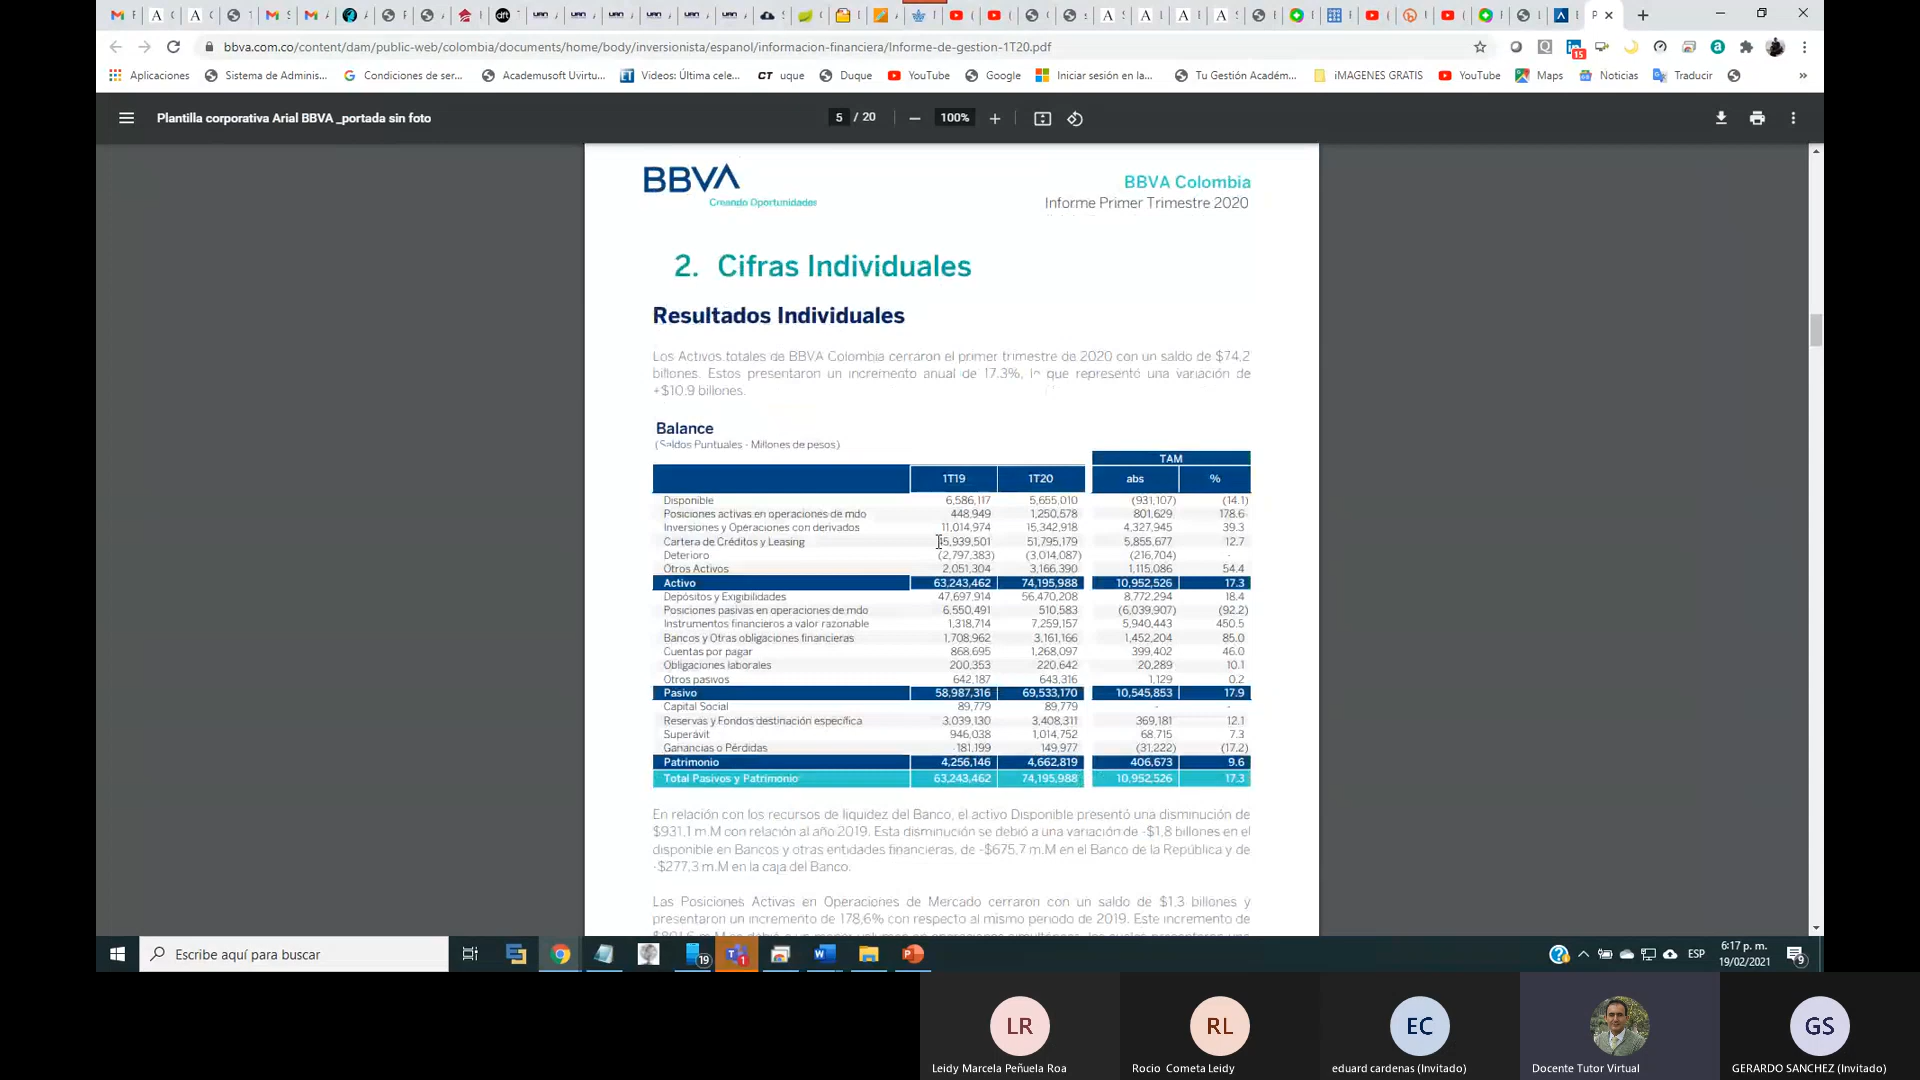 bbva.com.co/content/dam/public-web/colombia/documents/home/body/inversionista/espanol/informacion-financiera/Informe-de-gestion-1T20.pdf
Aplicaciones Sistema de Adminis... Condiciones de ser... Academusoft Uvirtu... Videos: Última cele... CT uque Duque YouTube Google Iniciar sesión en la... Tu Gestión Académ... iMAGENES GRATIS YouTube Maps Noticias Traducir »
Plantilla corporativa Arial BBVA _portada sin foto 5 / 20 — 100% +
BBVA
Creando Oportunidades
BBVA Colombia
Informe Primer Trimestre 2020
2. Cifras Individuales
Resultados Individuales
Los Activos totales de BBVA Colombia cerraron el primer trimestre de 2020 con un saldo de $74,2
billones. Estos presentaron un incremento anual de 17.3%, lo que representó una variación de
+$10.9 billones.
Balance
(Saldos Puntuales - Millones de pesos)
TAM
1T19 1T20 abs %
Disponible 6,586,117 5,655,010 (931,107) (14.1)
Posiciones activas en operaciones de mdo 448,949 1,250,578 801,629 178.6
Inversiones y Operaciones con derivados 11,014,974 15,342,918 4,327,945 39.3
Cartera de Créditos y Leasing 5,939,501 51,795,179 5,855,677 12.7
Deterioro (2,797,383) (3,014,087) (216,704) -
Otros Activos 2,051,304 3,166,390 1,115,086 54.4
Activo 63,243,462 74,195,988 10,952,526 17.3
Depósitos y Exigibilidades 47,697,914 56,470,208 8,772,294 18.4
Posiciones pasivas en operaciones de mdo 6,550,491 510,583 (6,039,907) (92.2)
Instrumentos financieros a valor razonable 1,318,714 7,259,157 5,940,443 450.5
Bancos y Otras obligaciones financieras 1,708,962 3,161,166 1,452,204 85.0
Cuentas por pagar 868,695 1,268,097 399,402 46.0
Obligaciones laborales 200,353 220,642 20,289 10.1
Otros pasivos 642,187 643,316 1,129 0.2
Pasivo 58,987,316 69,533,170 10,545,853 17.9
Capital Social 89,779 89,779 - -
Reservas y Fondos destinación específica 3,039,130 3,408,311 369,181 12.1
Superávit 946,038 1,014,752 68,715 7.3
Ganancias o Pérdidas 181,199 149,977 (31,222) (17.2)
Patrimonio 4,256,146 4,662,819 406,673 9.6
Total Pasivos y Patrimonio 63,243,462 74,195,988 10,952,526 17.3
En relación con los recursos de liquidez del Banco, el activo Disponible presentó una disminución de
$931,1 m.M con relación al año 2019. Esta disminución se debió a una variación de -$1,8 billones en el
disponible en Bancos y otras entidades financieras, de -$675,7 m.M en el Banco de la República y de
-$277,3 m.M en la caja del Banco.
Las Posiciones Activas en Operaciones de Mercado cerraron con un saldo de $1,3 billones y
presentaron un incremento de 178,6% con respecto al mismo periodo de 2019. Este incremento de
Escribe aquí para buscar
ESP
6:17 p. m.
19/02/2021
LR RL EC GS
Leidy Marcela Peñuela Roa Rocio Cometa Leidy eduard cardenas (Invitado) Docente Tutor Virtual GERARDO SANCHEZ (Invitado)